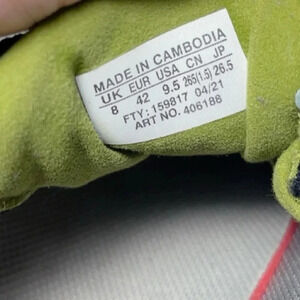 MADE IN CAMBODIA
UK EUR USA CN JP
8 42 9.5 265(1.5) 26.5
FTY: 159817 04/21
ART NO. 406188